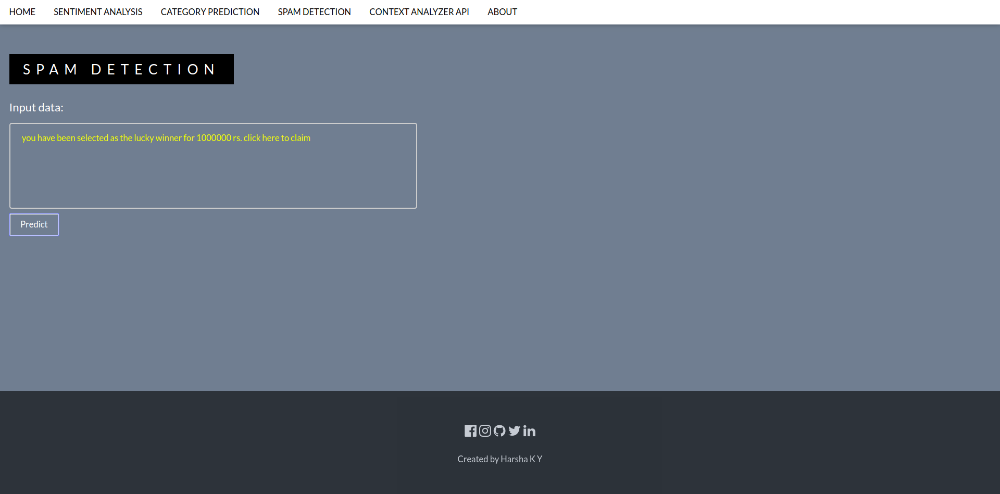 HOME SENTIMENT ANALYSIS CATEGORY PREDICTION SPAM DETECTION CONTEXT ANALYZER API ABOUT
SPAM DETECTION
Input data:
you have been selected as the lucky winner for 1000000 rs. click here to claim
Predict
Created by Harsha K Y